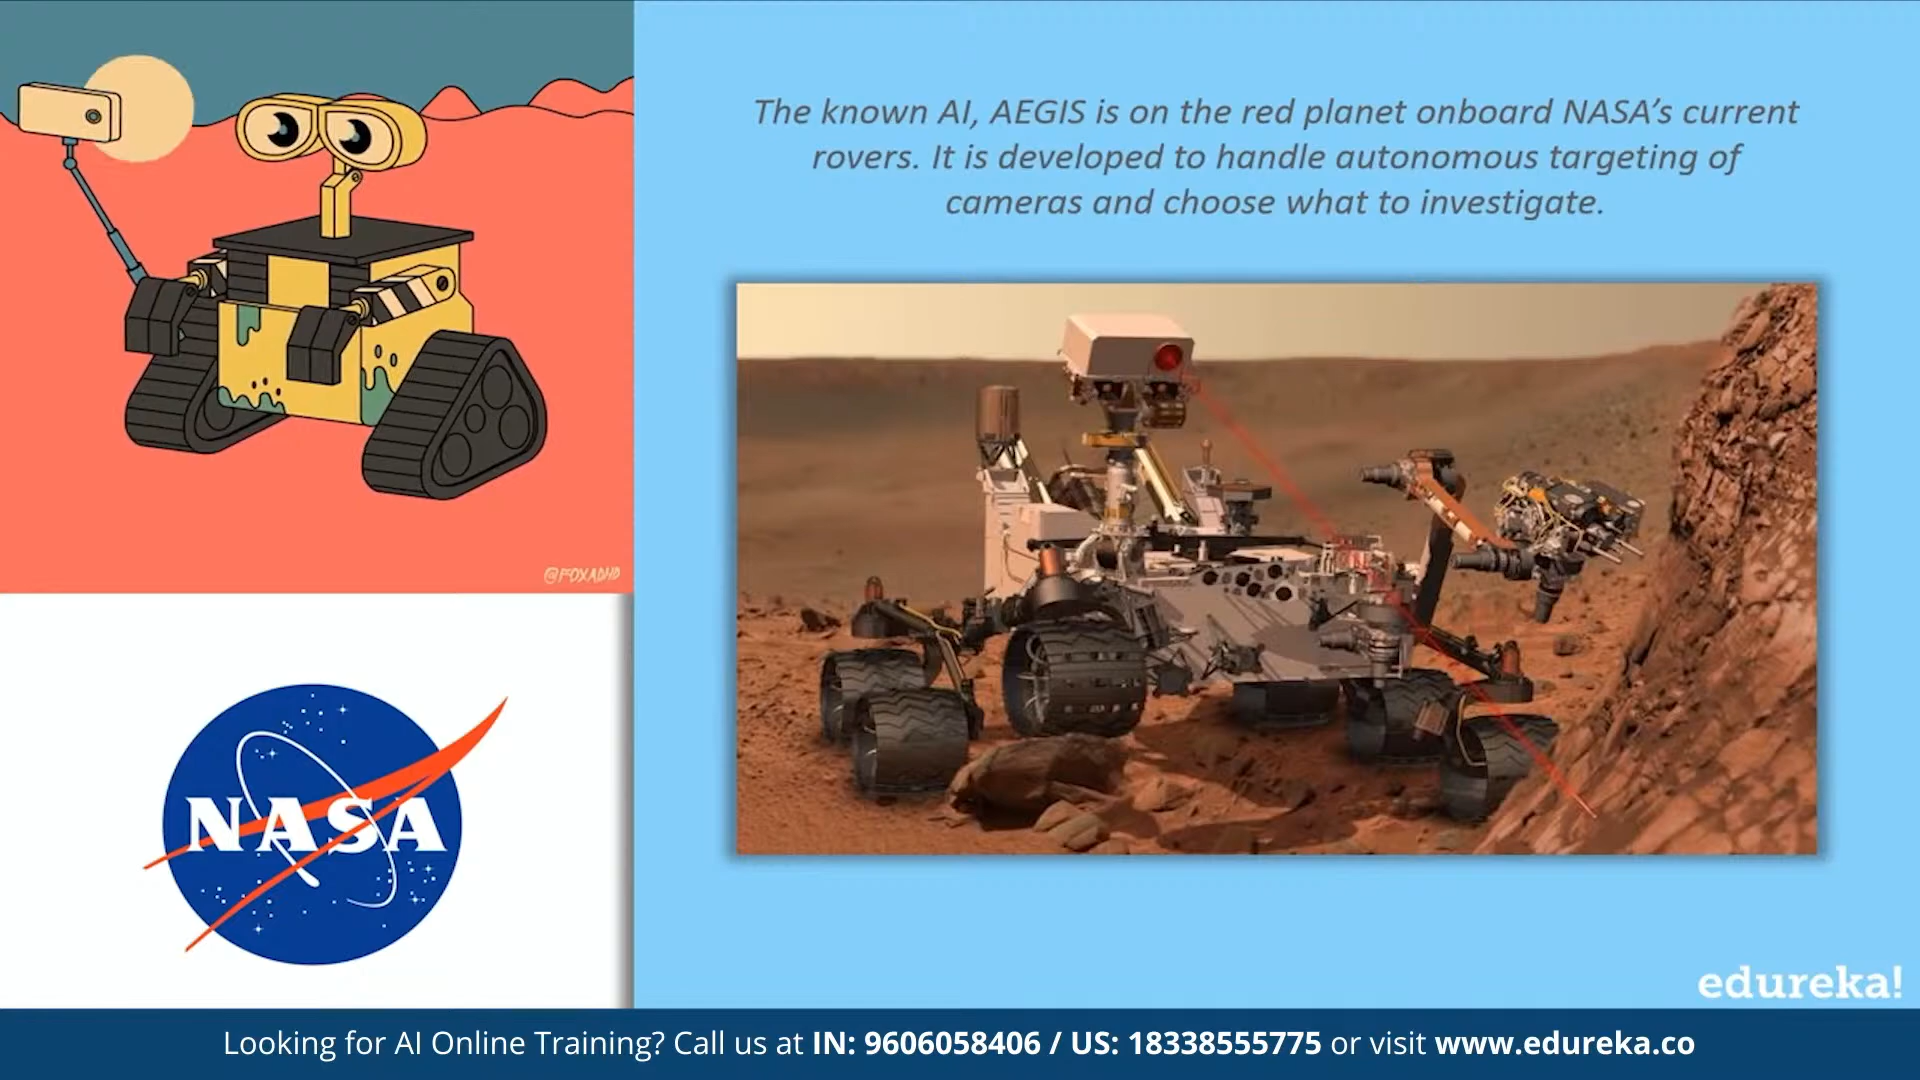 The known AI, AEGIS is on the red planet onboard NASA's current
rovers. It is developed to handle autonomous targeting of
cameras and choose what to investigate.
@FOXADHD
NASA
edureka!
Looking for AI Online Training? Call us at IN: 9606058406 / US: 18338555775 or visit www.edureka.co